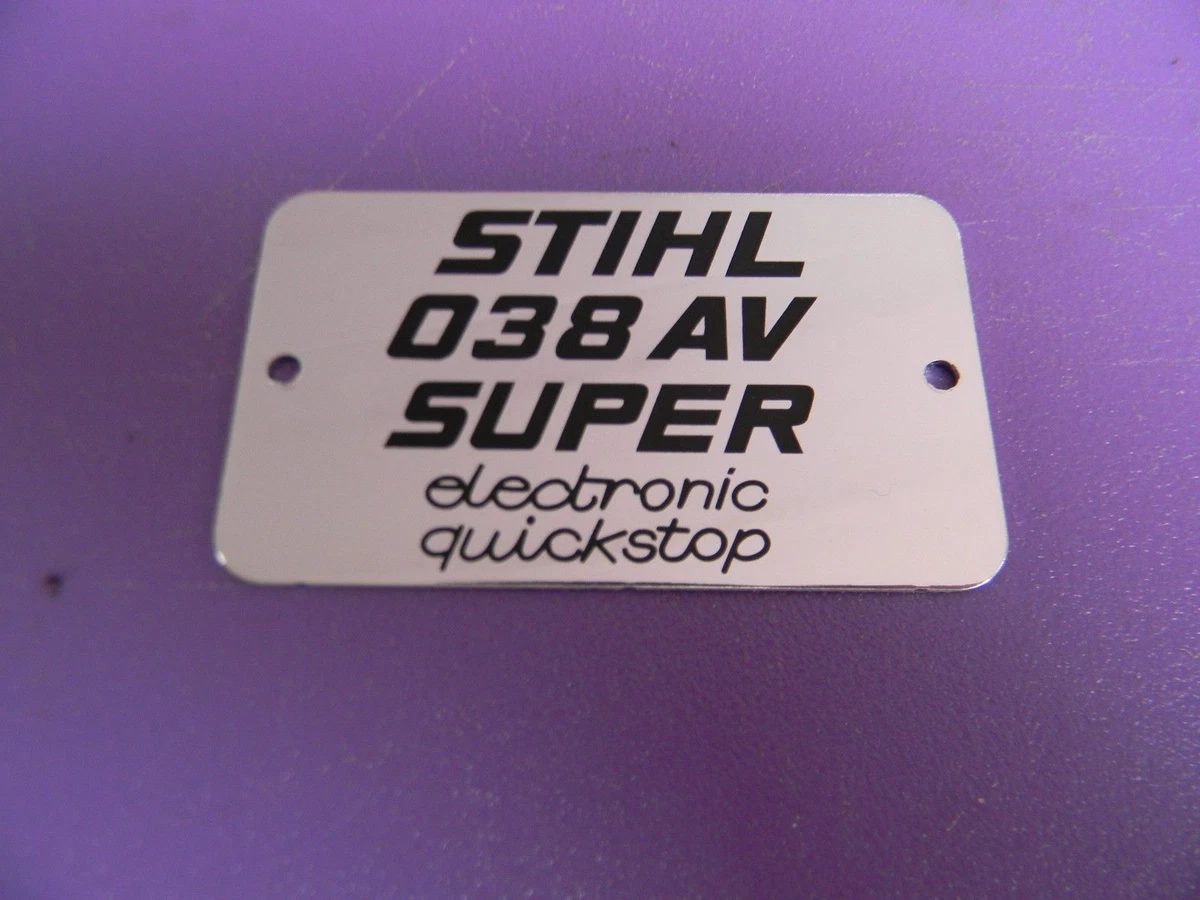 STIHL
038 AV
SUPER
electronic
quickstop